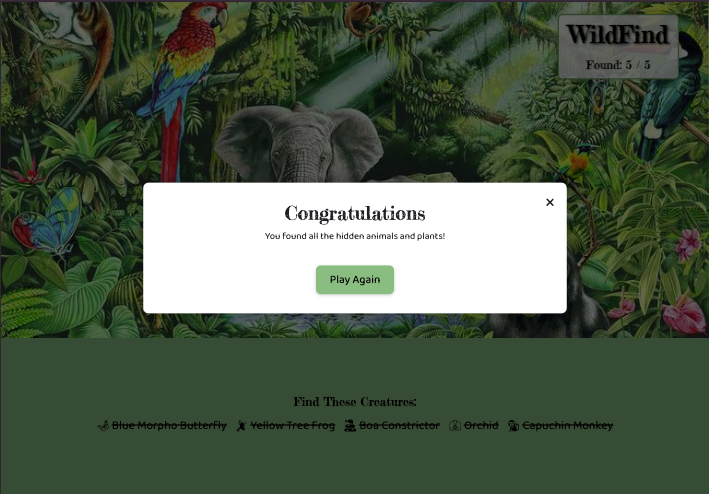 WildFind
Found: 5 / 5
Congratulations
×
You found all the hidden animals and plants!
Play Again
Find These Creatures:
Blue Morpho Butterfly Yellow Tree Frog Boa Constrictor Orchid Capuchin Monkey